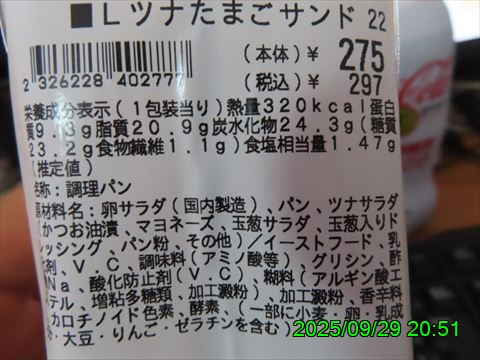 ■Lツナたまごサンド 22
(本体)¥ 275
(税込)¥ 297
2 326228 402777
栄養成分表示(1包装当り)熱量320kcal蛋白
質9.3g脂質20.9g炭水化物24.3g(糖質
23.2g食物繊維1.1g)食塩相当量1.47g
(推定値)
名称:調理パン
原材料名:卵サラダ(国内製造)、パン、ツナサラダ
(かつお油漬、マヨネーズ、玉葱サラダ、玉葱入りド
レッシング、パン粉、その他)/イーストフード、乳
化剤、V.C、調味料(アミノ酸等)、グリシン、酢
酸Na、酸化防止剤(V.C)、糊料(アルギン酸エ
ステル、増粘多糖類、加工澱粉)、加工澱粉、香辛料
、カロチノイド色素、酵素、(一部に小麦・卵・乳成
分・大豆・りんご・ゼラチンを含む)
2025/09/29 20:51